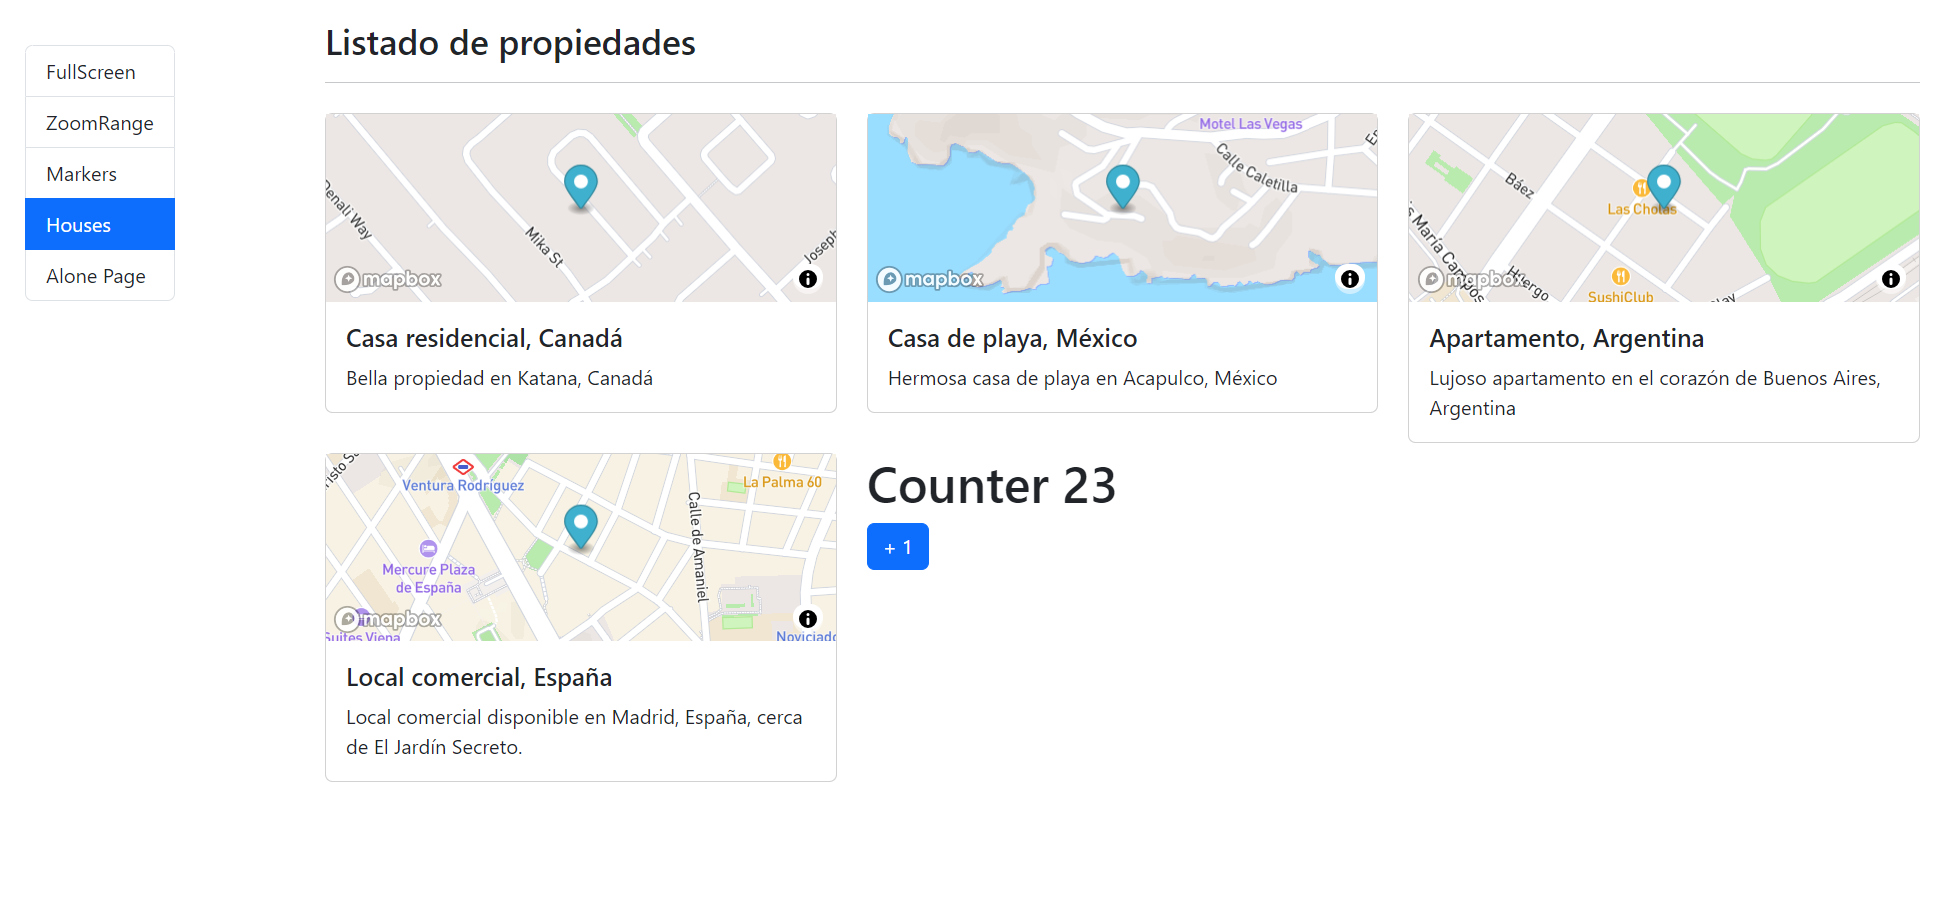 FullScreen
ZoomRange
Markers
Houses
Alone Page
Listado de propiedades
Denali Way
Mika St
Joseph
mapbox
Casa residencial, Canadá
Bella propiedad en Katana, Canadá
Motel Las Vegas
Calle Caletilla
mapbox
Casa de playa, México
Hermosa casa de playa en Acapulco, México
Báez
Las Cholas
María Campos
Huergo
SushiClub
mapbox
Apartamento, Argentina
Lujoso apartamento en el corazón de Buenos Aires,
Argentina
Ventura Rodríguez
La Palma 60
Calle de Amaniel
Mercure Plaza
de España
Suites Viena
Noviciado
mapbox
Local comercial, España
Local comercial disponible en Madrid, España, cerca
de El Jardín Secreto.
Counter 23
+ 1